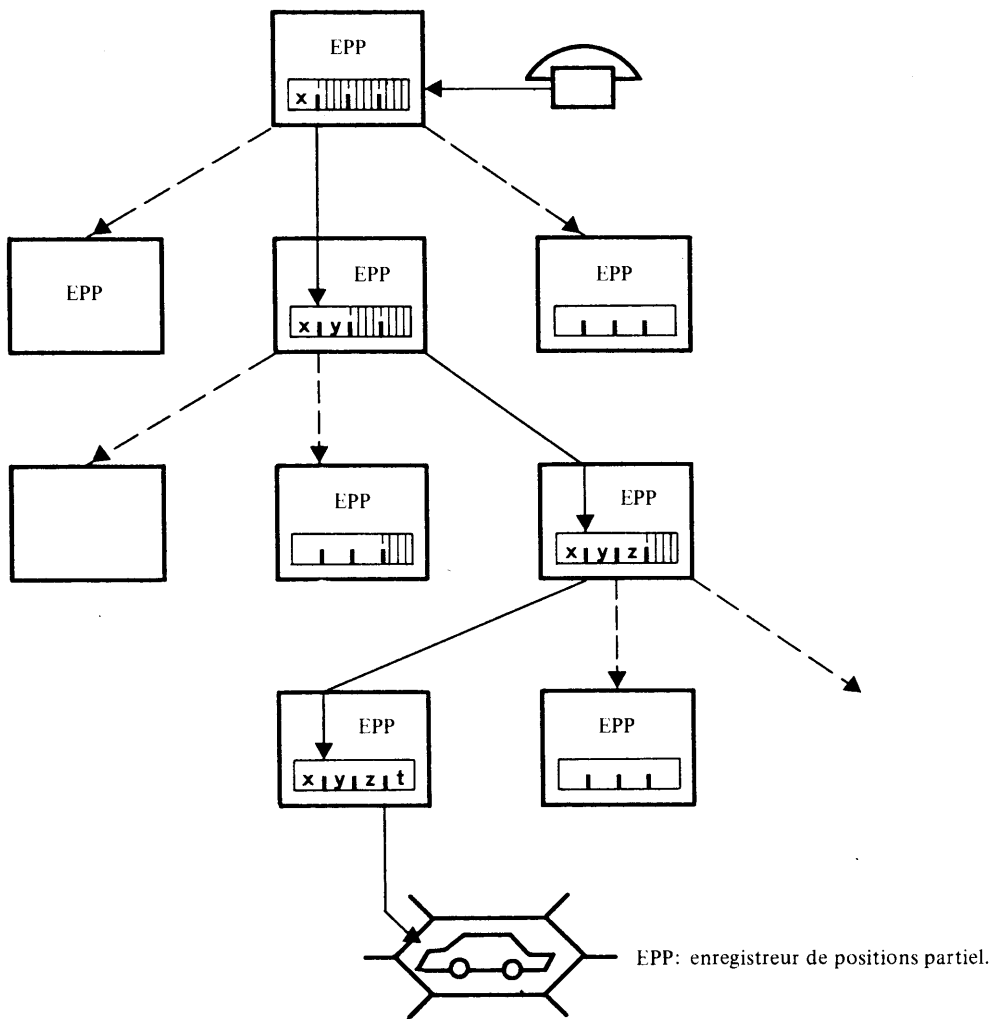 EPP
x
EPP
EPP
x y
EPP
EPP
EPP
x y z
EPP
x y z t
EPP
EPP: enregistreur de positions partiel.